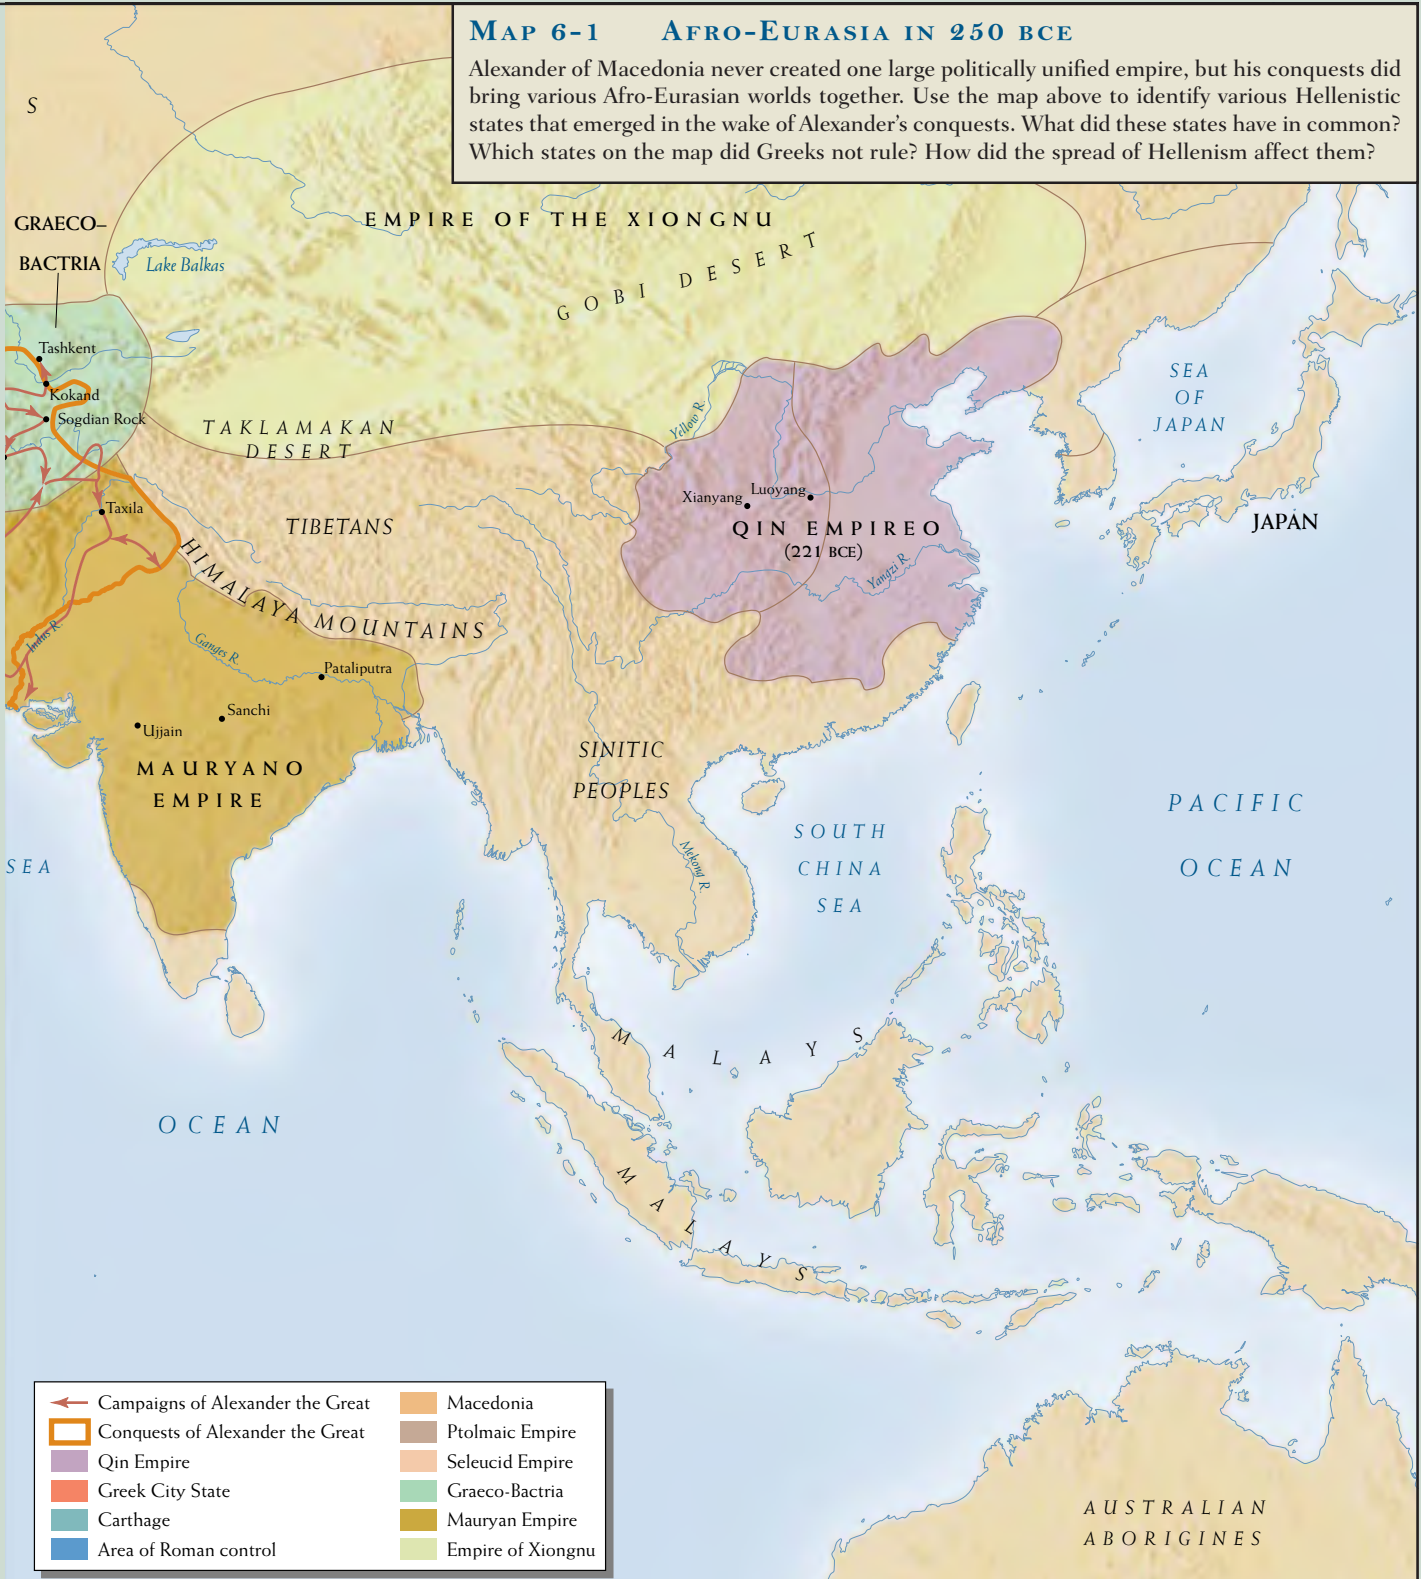 MAP 6-1 AFRO-EURASIA IN 250 BCE
Alexander of Macedonia never created one large politically unified empire, but his conquests did
bring various Afro-Eurasian worlds together. Use the map above to identify various Hellenistic
states that emerged in the wake of Alexander's conquests. What did these states have in common?
Which states on the map did Greeks not rule? How did the spread of Hellenism affect them?
S
GRAECO–
BACTRIA
EMPIRE OF THE XIONGNU
Lake Balkas
GOBI DESERT
Tashkent
Kokand
Sogdian Rock
TAKLAMAKAN
DESERT
Yellow R.
SEA
OF
JAPAN
Taxila
TIBETANS
Xianyang
Luoyang
QIN EMPIREO
(221 BCE)
Yangzi R.
JAPAN
HIMALAYA MOUNTAINS
Indus R.
Ganges R.
Pataliputra
Sanchi
Ujjain
MAURYANO
EMPIRE
SINITIC
PEOPLES
Mekong R.
SOUTH
CHINA
SEA
PACIFIC
OCEAN
SEA
MALAYS
OCEAN
MALAYS
AUSTRALIAN
ABORIGINES
Campaigns of Alexander the Great
Conquests of Alexander the Great
Qin Empire
Greek City State
Carthage
Area of Roman control
Macedonia
Ptolmaic Empire
Seleucid Empire
Graeco-Bactria
Mauryan Empire
Empire of Xiongnu